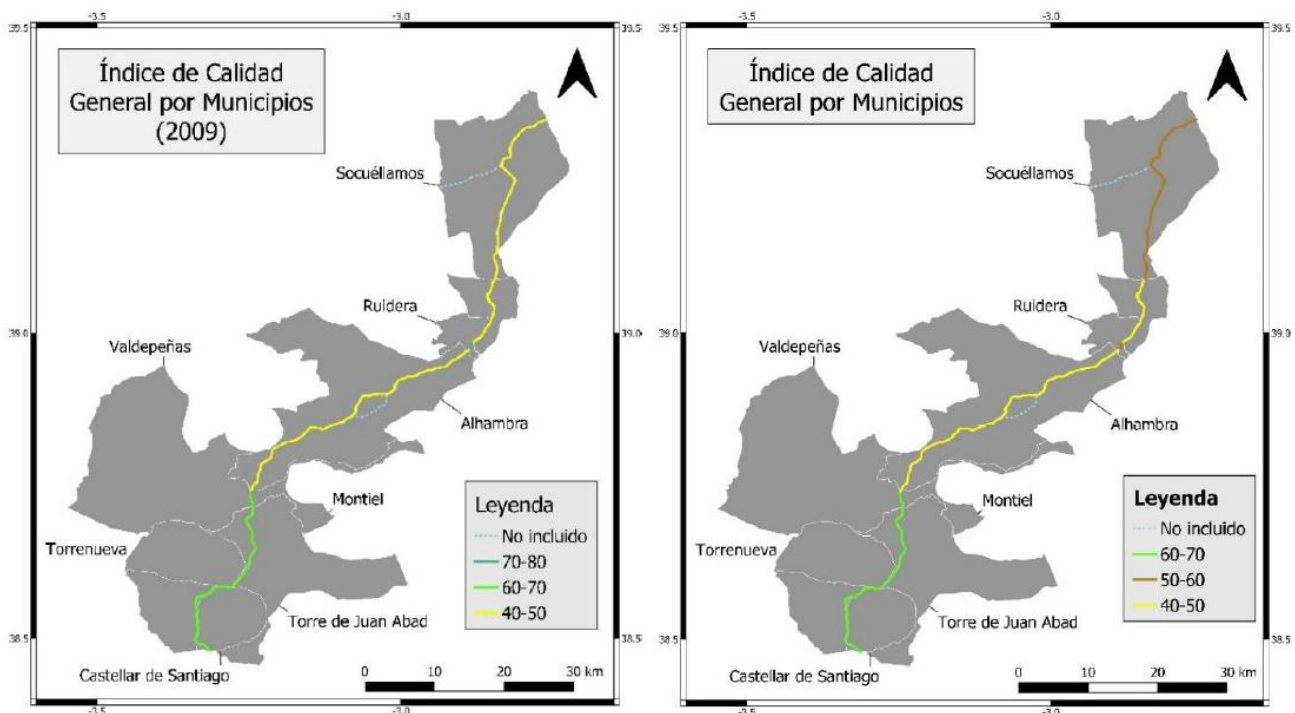 -3.5
-3.0
39.5
39.5
Índice de Calidad
General por Municipios
(2009)
Socuéllamos
Ruidera
39.0
39.0
Valdepeñas
Alhambra
Montiel
Leyenda
No incluido
70-80
60-70
40-50
Torrenueva
Torre de Juan Abad
38.5
38.5
Castellar de Santiago
0
10
20
30 km
-3.5
-3.0
-3.5
-3.0
39.5
39.5
Índice de Calidad
General por Municipios
Socuéllamos
Ruidera
39.0
39.0
Valdepeñas
Alhambra
Montiel
Leyenda
No incluido
60-70
50-60
40-50
Torrenueva
Torre de Juan Abad
38.5
38.5
Castellar de Santiago
0
10
20
30 km
-3.5
-3.0